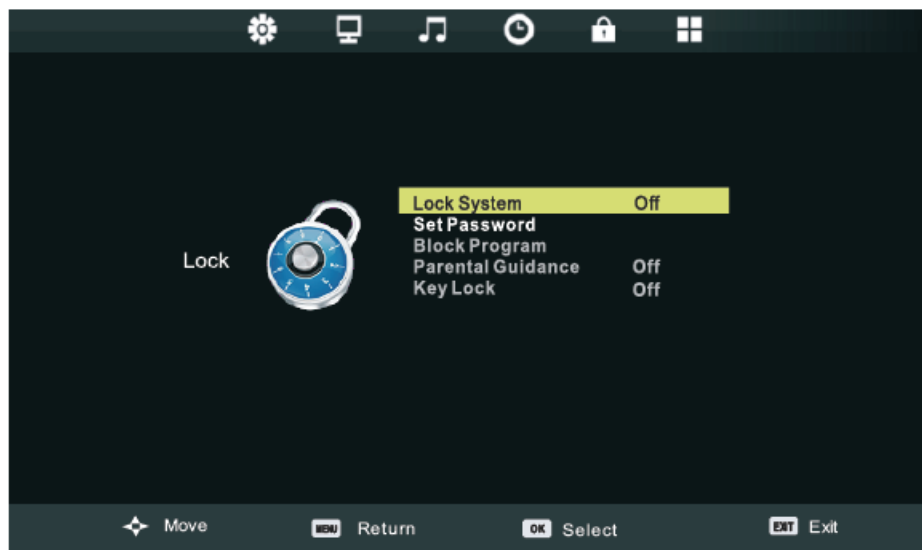 Lock System Off
Set Password
Block Program
Lock
Parental Guidance Off
Key Lock Off
Move MENU Return OK Select EXIT Exit